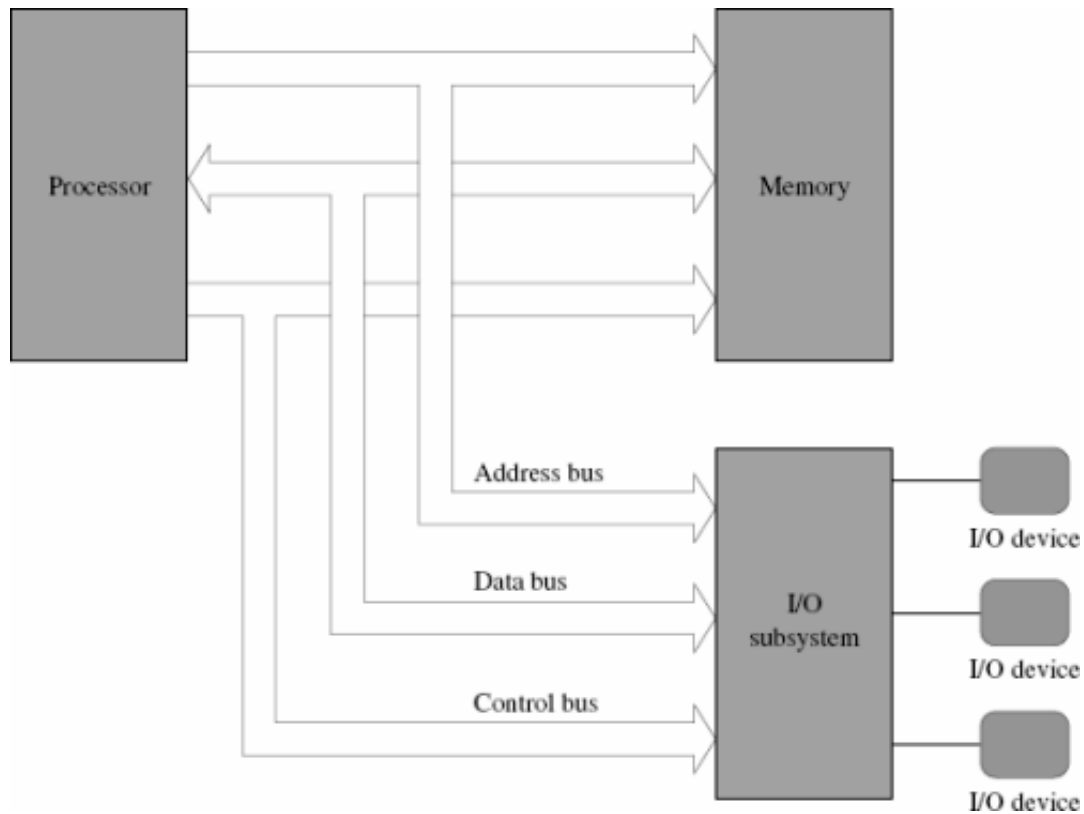 Processor
Memory
Address bus
I/O device
Data bus
I/O
subsystem
I/O device
Control bus
I/O device